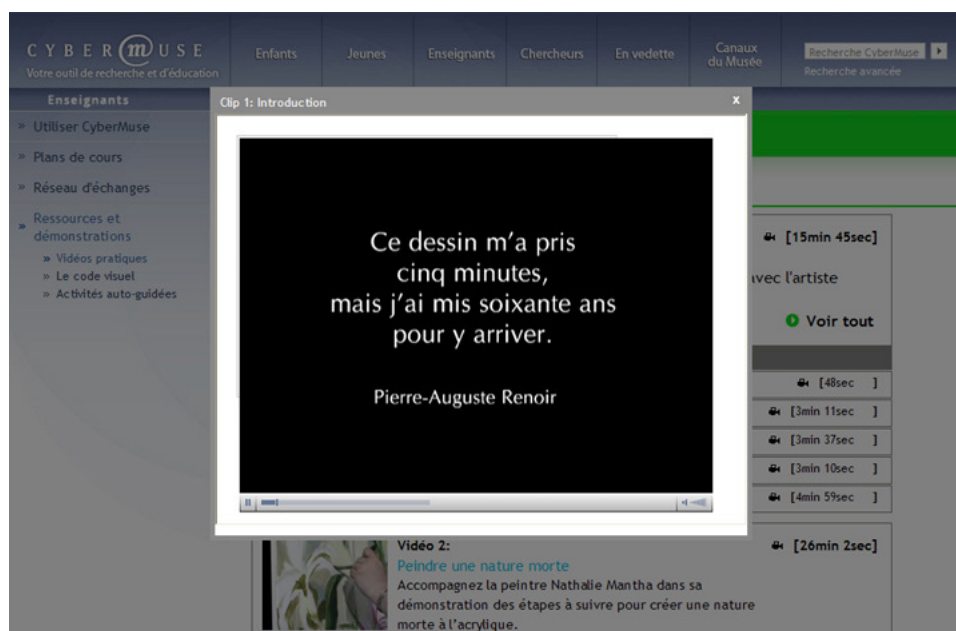 CYBERMUSE
Votre outil de recherche et d'éducation
Enfants
Jeunes
Enseignants
Chercheurs
En vedette
Canaux
du Musée
Recherche CyberMuse
Recherche avancée
Enseignants
» Utiliser CyberMuse
» Plans de cours
» Réseau d'échanges
» Ressources et
démonstrations
» Vidéos pratiques
» Le code visuel
» Activités auto-guidées
Clip 1: Introduction
x
Ce dessin m'a pris
cinq minutes,
mais j'ai mis soixante ans
pour y arriver.
Pierre-Auguste Renoir
[15min 45sec]
avec l'artiste
Voir tout
[48sec ]
[3min 11sec ]
[3min 37sec ]
[3min 10sec ]
[4min 59sec ]
Vidéo 2:
[26min 2sec]
Peindre une nature morte
Accompagnez la peintre Nathalie Mantha dans sa
démonstration des étapes à suivre pour créer une nature
morte à l'acrylique.